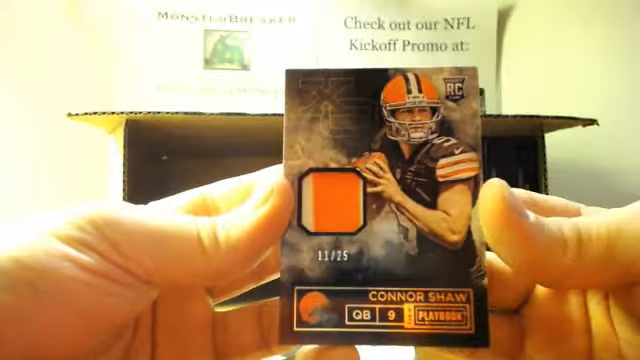 MONSTERBREAKER
Check out our NFL
Kickoff Promo at:
RC
11/25
CONNOR SHAW
QB 9 PLAYBOOK